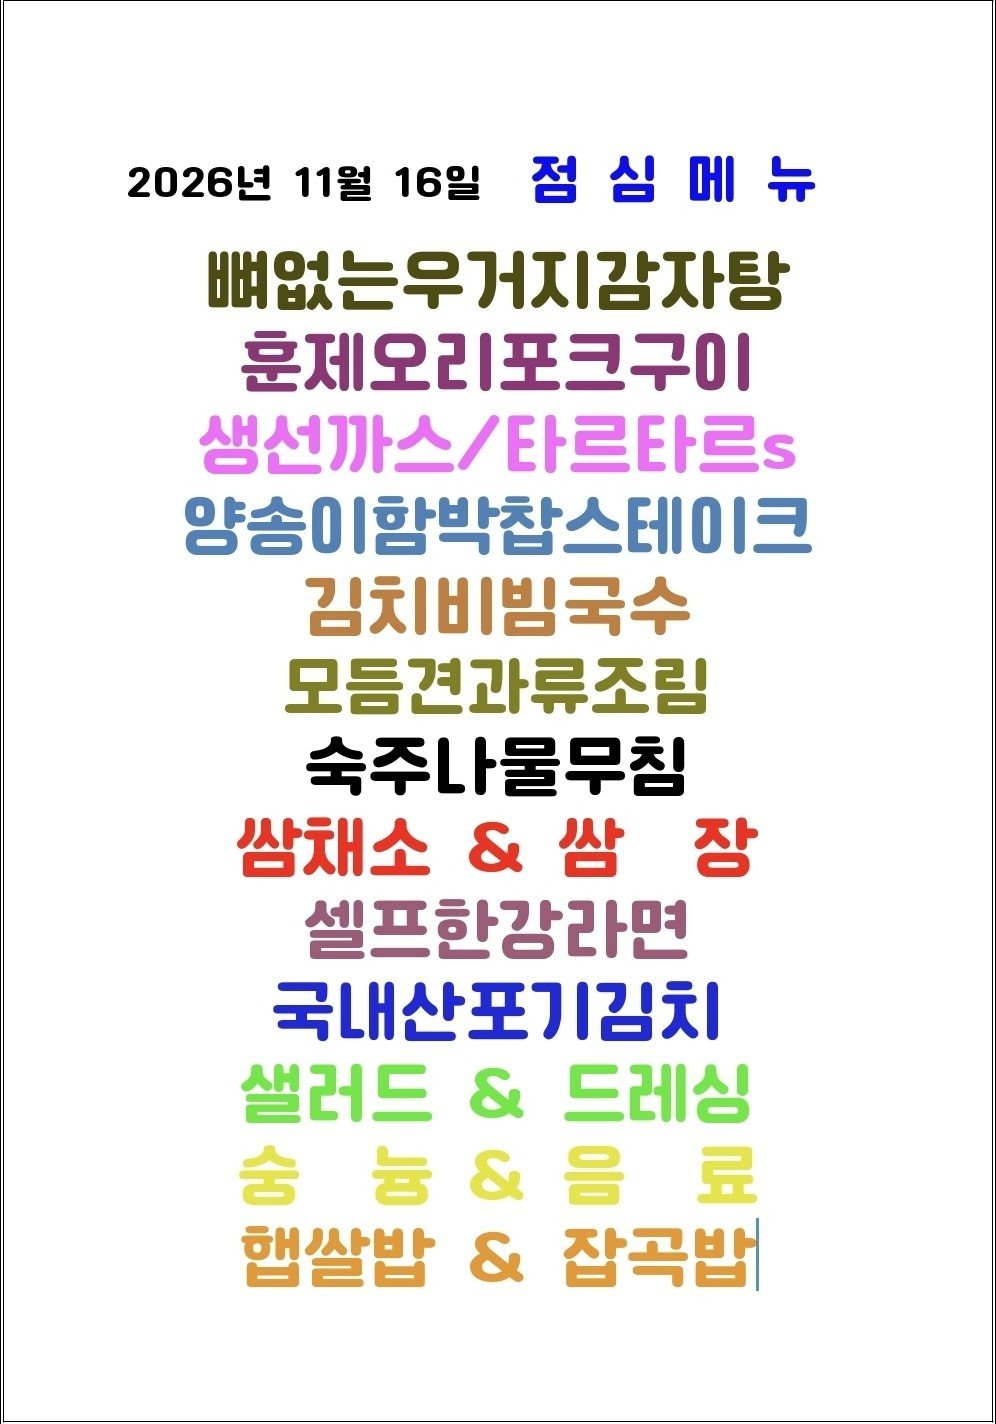 2026년 11월 16일 점 심 메 뉴
뼈없는우거지감자탕
훈제오리포크구이
생선까스/타르타르s
양송이함박찹스테이크
김치비빔국수
모듬견과류조림
숙주나물무침
쌈채소 & 쌈 장
셀프한강라면
국내산포기김치
샐러드 & 드레싱
숭 늉 & 음 료
햅쌀밥 & 잡곡밥